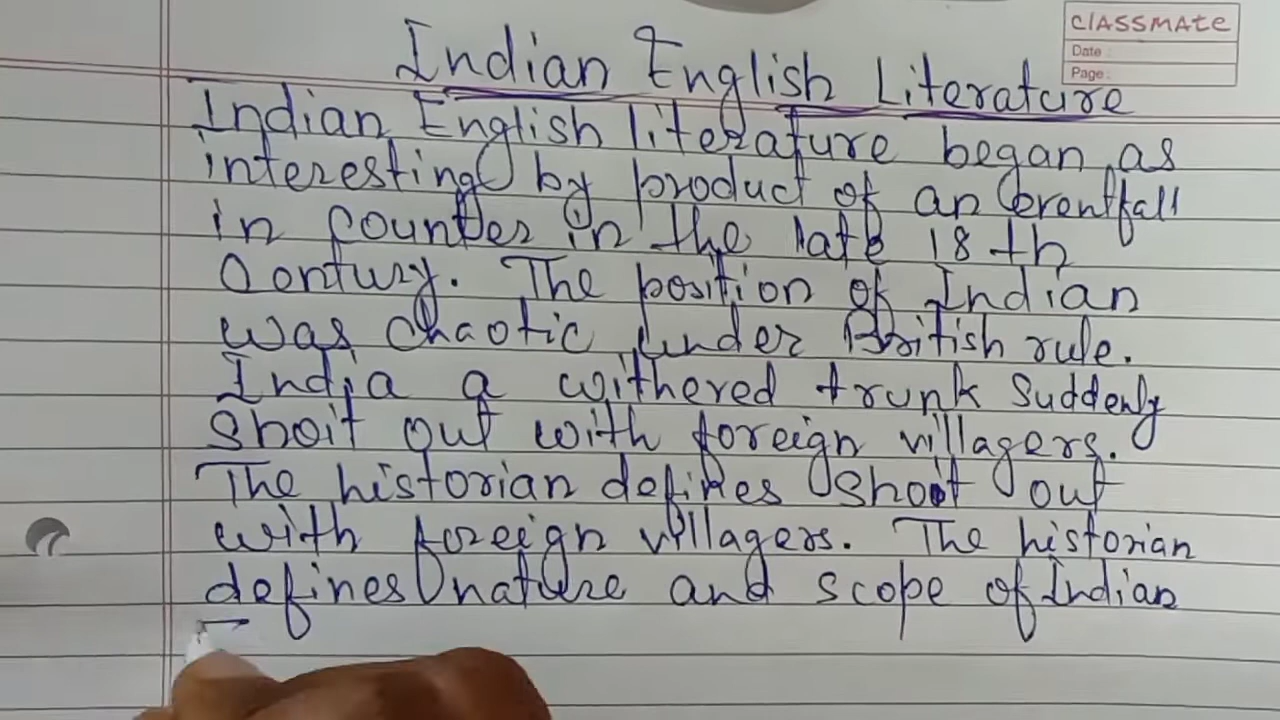 CLASSMATE
Date :
Page :
Indian English Literature
Indian English literature began as
interesting by product of an Erentfall
in counter in the late 18th
Century. The position of Indian
was Chaotic under British rule.
India a withered trunk Suddenly
Shoit out with foreign villagers.
The historian defines Shoot out
with foreign villagers. The historian
defines nature and scope of Indian